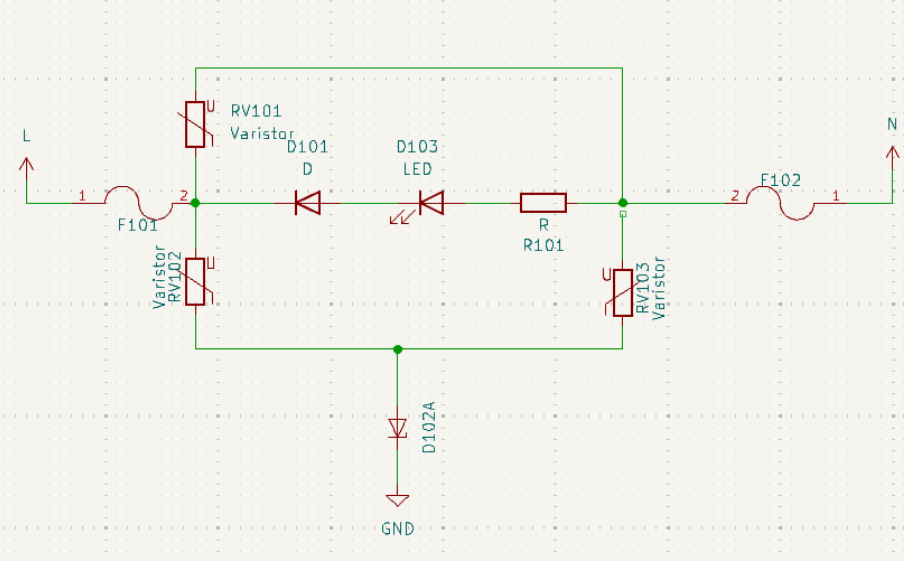 RV101
U
Varistor
L
N
D101
D
D103
LED
F102
1
2
2
1
F101
R
R101
Varistor
RV102
U
U
RV103
Varistor
D102A
GND